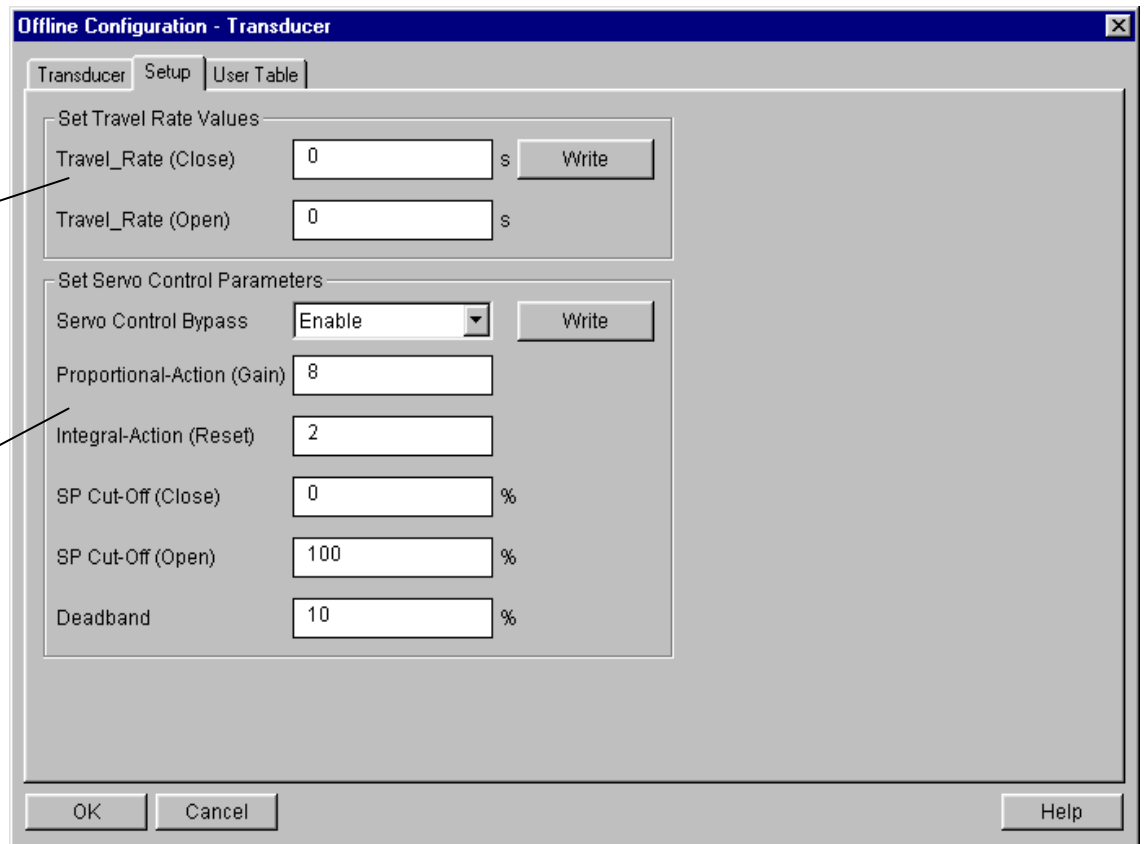 Offline Configuration - Transducer
Transducer Setup User Table
Set Travel Rate Values
Travel_Rate (Close) 0 s Write
Travel_Rate (Open) 0 s
Set Servo Control Parameters
Servo Control Bypass Enable Write
Proportional-Action (Gain) 8
Integral-Action (Reset) 2
SP Cut-Off (Close) 0 %
SP Cut-Off (Open) 100 %
Deadband 10 %
OK Cancel Help